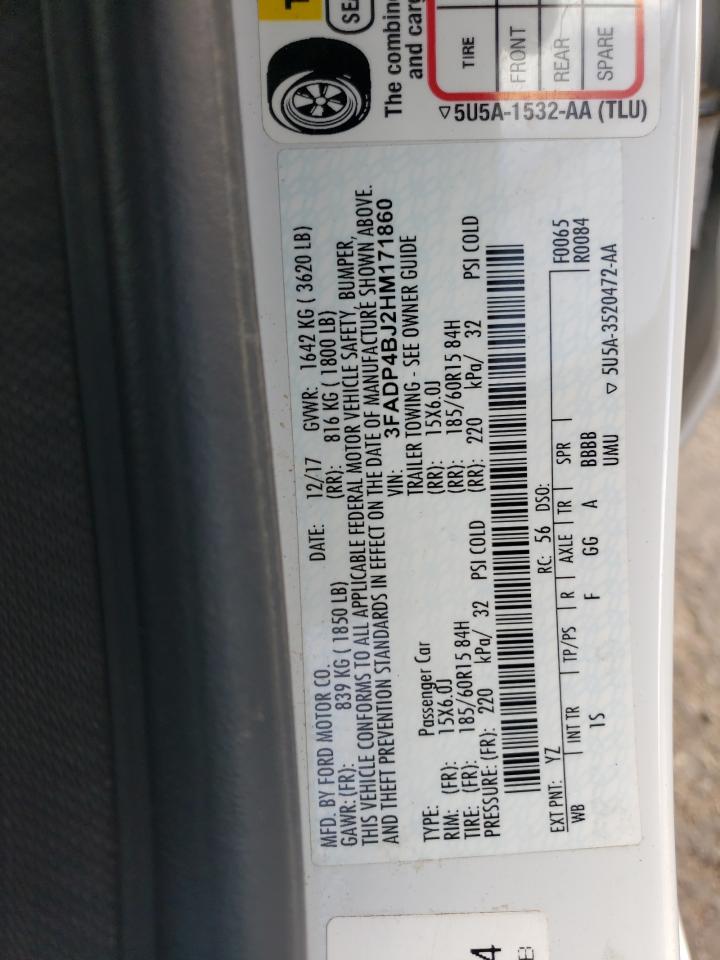 T
SE
The combine
and carg
TIRE
FRONT
REAR
SPARE
▽5U5A-1532-AA (TLU)
MFD. BY FORD MOTOR CO. DATE: 12/17 GVWR: 1642 KG ( 3620 LB)
GAWR: (FR): 839 KG ( 1850 LB) (RR): 816 KG ( 1800 LB)
THIS VEHICLE CONFORMS TO ALL APPLICABLE FEDERAL MOTOR VEHICLE SAFETY, BUMPER,
AND THEFT PREVENTION STANDARDS IN EFFECT ON THE DATE OF MANUFACTURE SHOWN ABOVE.
VIN: 3FADP4BJ2HM171860
TYPE: Passenger Car TRAILER TOWING - SEE OWNER GUIDE
RIM: (FR): 15X6.0J (RR): 15X6.0J
TIRE: (FR): 185/60R15 84H (RR): 185/60R15 84H
PRESSURE: (FR): 220 kPa/ 32 PSI COLD (RR): 220 kPa/ 32 PSI COLD
EXT PNT: YZ RC: 56 DSO: F0065
WB INT TR TP/PS R AXLE TR SPR R0084
IS F GG A BBBB
UMU ▽ 5U5A-3520472-AA
4
B